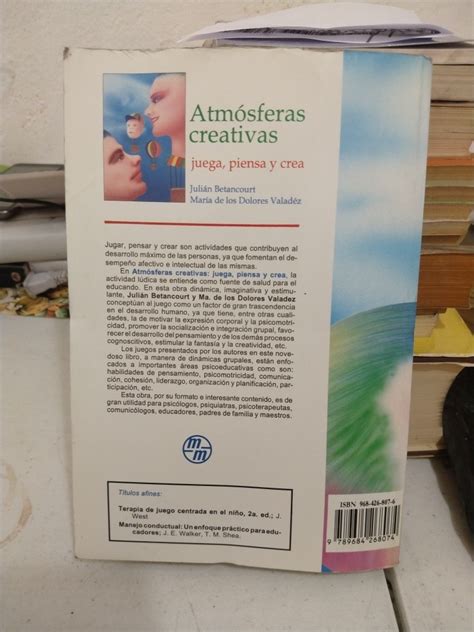 Atmósferas
creativas
juega, piensa y crea
Julián Betancourt
María de los Dolores Valadéz
Jugar, pensar y crear son actividades que contribuyen al
desarrollo máximo de las personas, ya que fomentan el de-
sempeño afectivo e intelectual de las mismas.
En Atmósferas creativas: juega, piensa y crea, la
actividad lúdica se entiende como fuente de salud para el
educando. En esta obra dinámica, imaginativa y estimu-
lante, Julián Betancourt y Ma. de los Dolores Valadez
conceptúan al juego como un factor de gran trascendencia
en el desarrollo humano, ya que tiene, entre otras cuali-
dades, la de motivar la expresión corporal y la psicomotri-
cidad, promover la socialización e integración grupal, favo-
recer el desarrollo del pensamiento y de los demás procesos
cognoscitivos, estimular la fantasía y la creatividad, etc.
Los juegos presentados por los autores en este nove-
doso libro, a manera de dinámicas grupales, están enfo-
cados a importantes áreas psicoeducativas como son:
habilidades de pensamiento, psicomotricidad, comunica-
ción, cohesión, liderazgo, organización y planificación, par-
ticipación, etc.
Esta obra, por su formato e interesante contenido, es de
gran utilidad para psicólogos, psiquiatras, psicoterapeutas,
comunicólogos, educadores, padres de familia y maestros.
m
m
Títulos afines:
Terapia de juego centrada en el niño, 2a. ed.; J.
West
Manejo conductual: Un enfoque práctico para edu-
cadores; J. E. Walker, T. M. Shea.
ISBN 968-426-807-6
9 789684 268074